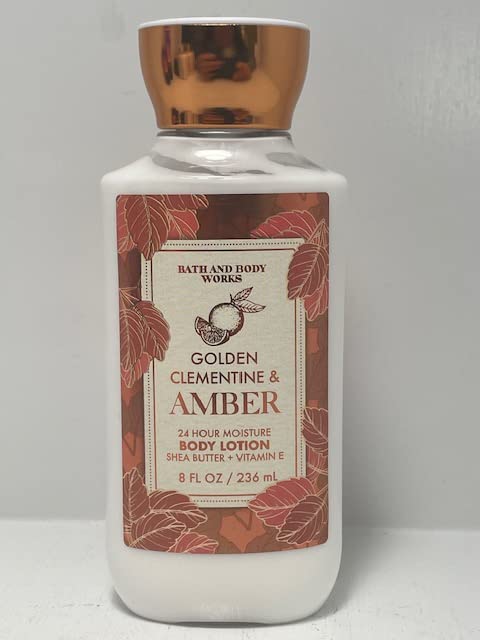 BATH AND BODY
WORKS
GOLDEN
CLEMENTINE &
AMBER
24 HOUR MOISTURE
BODY LOTION
SHEA BUTTER + VITAMIN E
8 FL OZ / 236 mL